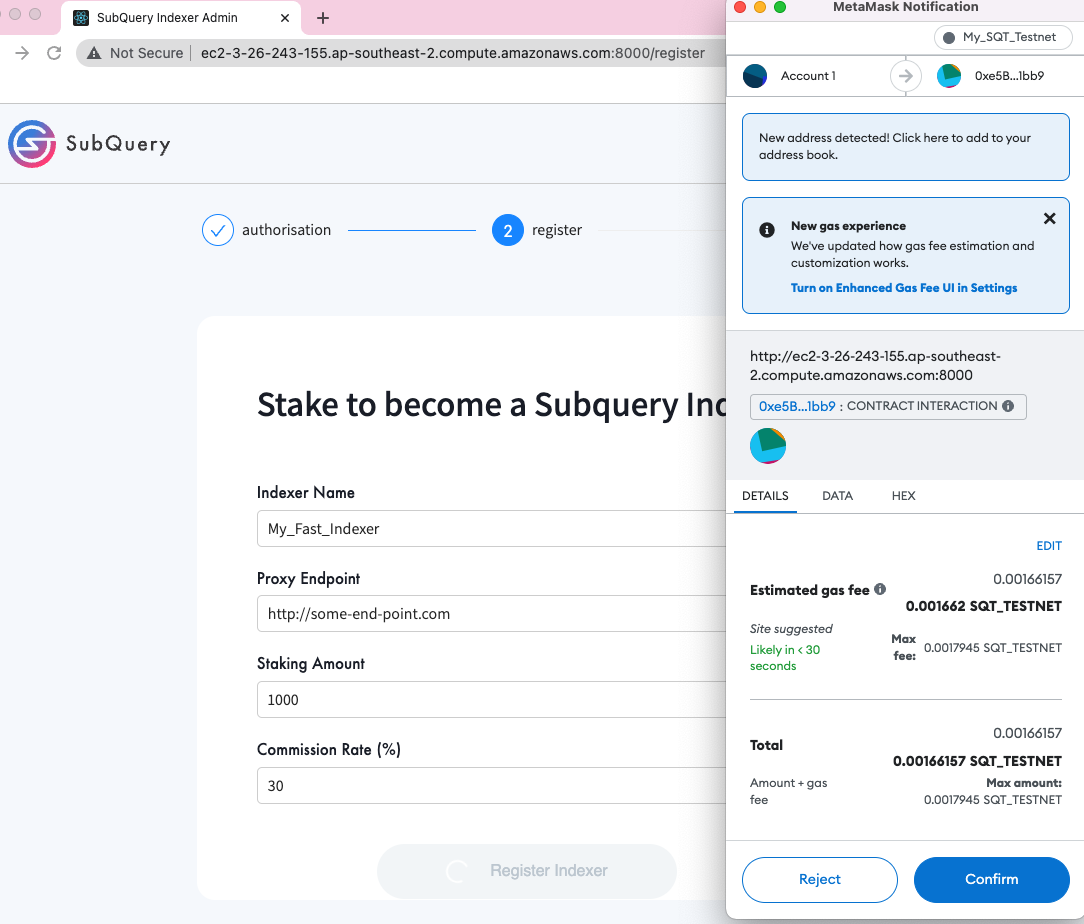 SubQuery Indexer Admin
Not Secure
ec2-3-26-243-155.ap-southeast-2.compute.amazonaws.com:8000/register
SubQuery
authorisation
2
register
Stake to become a Subquery
Indexer Name
My_Fast_Indexer
Proxy Endpoint
http://some-end-point.com
Staking Amount
1000
Commission Rate (%)
30
Register Indexer
MetaMask Notification
My_SQT_Testnet
Account 1
0xe5B...1bb9
New address detected! Click here to add to your
address book.
New gas experience
We've updated how gas fee estimation and
customization works.
Turn on Enhanced Gas Fee UI in Settings
http://ec2-3-26-243-155.ap-southeast-
2.compute.amazonaws.com:8000
0xe5B...1bb9 : CONTRACT INTERACTION
DETAILS
DATA
HEX
EDIT
0.00166157
Estimated gas fee
0.001662 SQT_TESTNET
Site suggested
Likely in < 30
seconds
Max
fee:
0.0017945 SQT_TESTNET
0.00166157
Total
0.00166157 SQT_TESTNET
Amount + gas
fee
Max amount:
0.0017945 SQT_TESTNET
Reject
Confirm